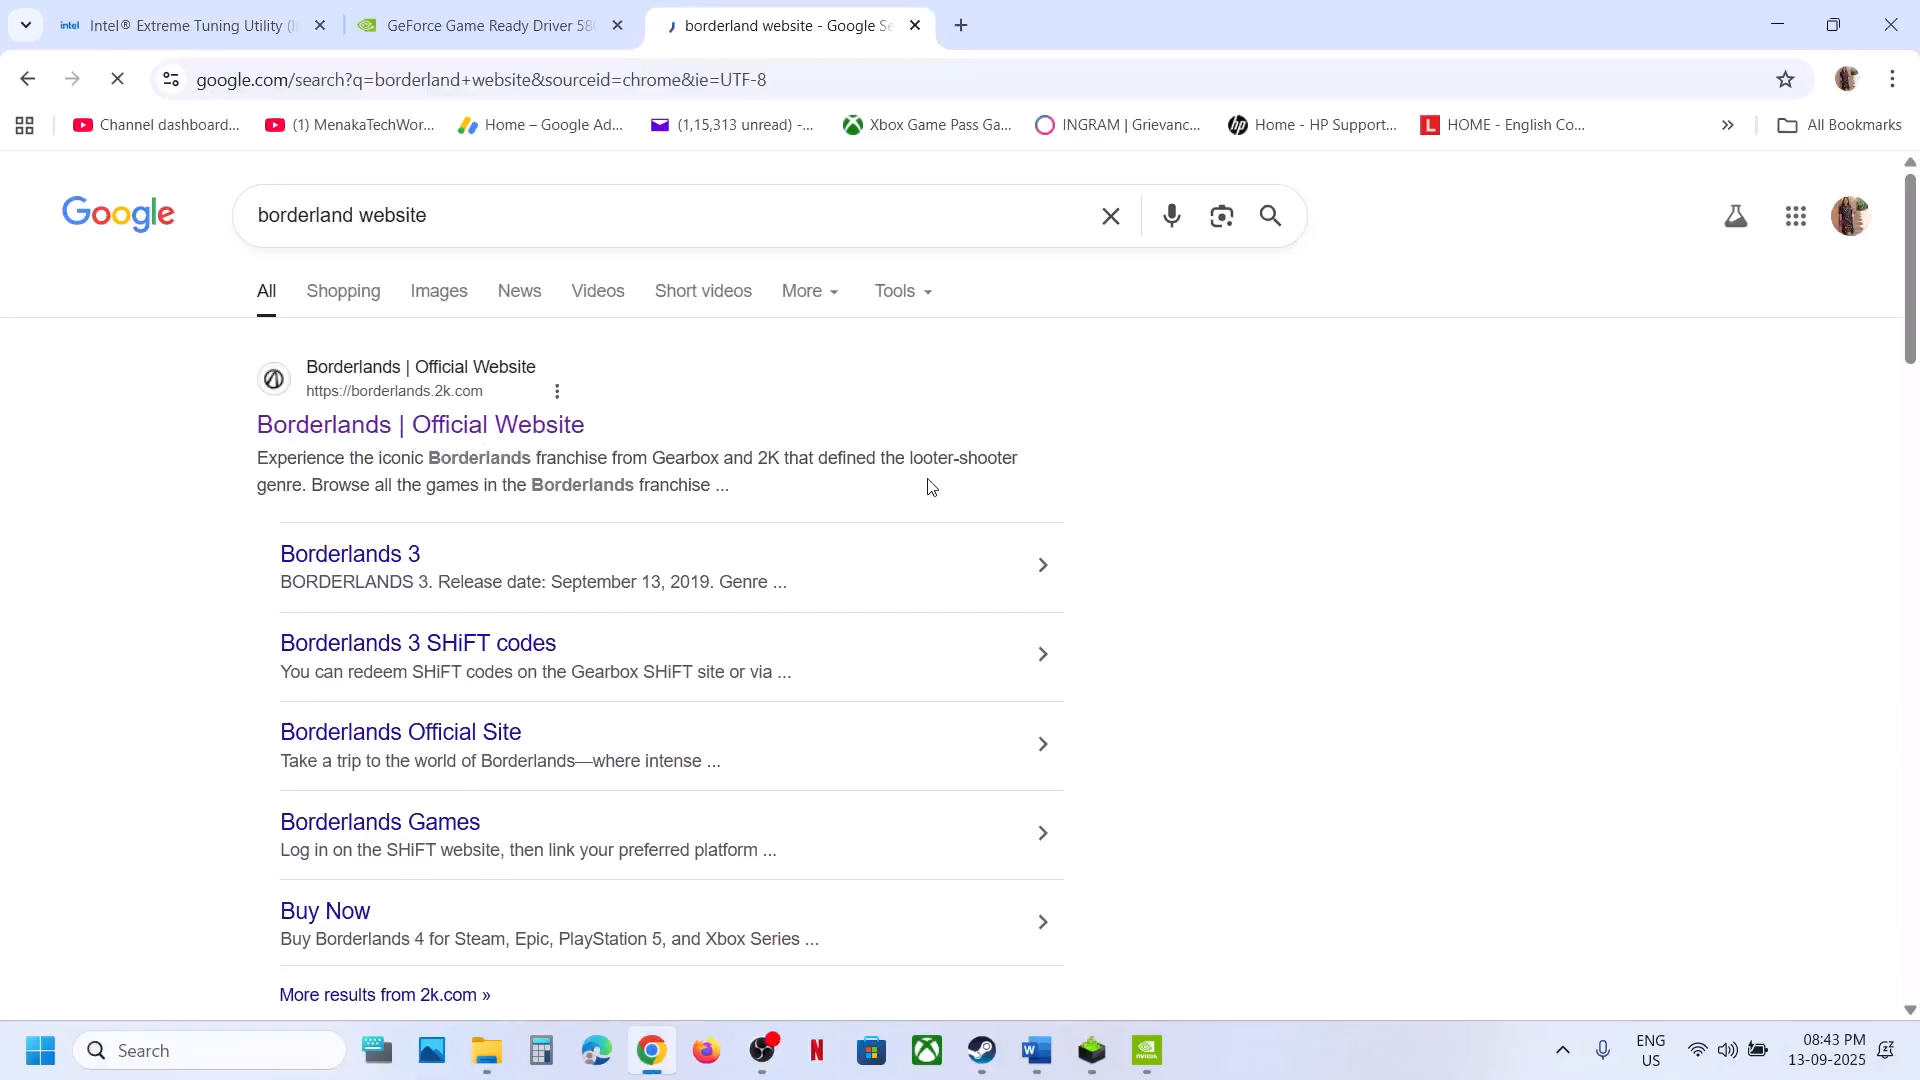 intel Intel® Extreme Tuning Utility (I
GeForce Game Ready Driver 580
borderland website - Google Se
google.com/search?q=borderland+website&sourceid=chrome&ie=UTF-8
Channel dashboard...
(1) MenakaTechWor...
Home – Google Ad...
(1,15,313 unread) -...
Xbox Game Pass Ga...
INGRAM | Grievanc...
hp Home - HP Support...
L HOME - English Co...
All Bookmarks
Google
borderland website
All Shopping Images News Videos Short videos More Tools
Borderlands | Official Website
https://borderlands.2k.com
Borderlands | Official Website
Experience the iconic Borderlands franchise from Gearbox and 2K that defined the looter-shooter
genre. Browse all the games in the Borderlands franchise ...
Borderlands 3
BORDERLANDS 3. Release date: September 13, 2019. Genre ...
Borderlands 3 SHiFT codes
You can redeem SHiFT codes on the Gearbox SHiFT site or via ...
Borderlands Official Site
Take a trip to the world of Borderlands—where intense ...
Borderlands Games
Log in on the SHiFT website, then link your preferred platform ...
Buy Now
Buy Borderlands 4 for Steam, Epic, PlayStation 5, and Xbox Series ...
More results from 2k.com »
Search
N
W
NVIDIA
ENG
US
08:43 PM
13-09-2025